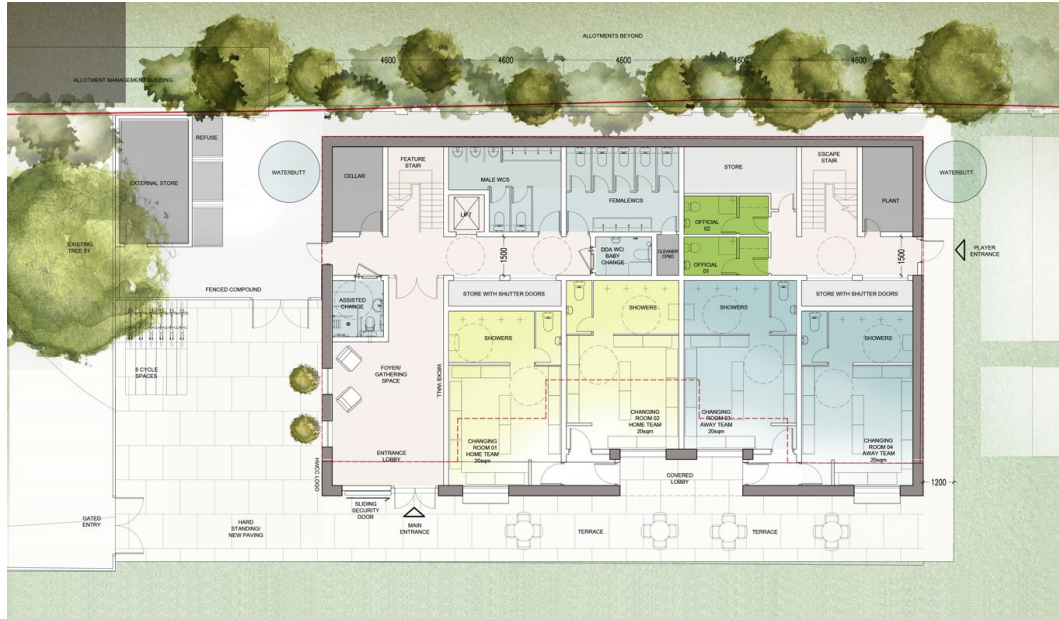 ALLOTMENTS BEYOND
4600
4600
4600
4600
4600
ALLOTMENT MANAGEMENT BUILDING
REFUSE
EXTERNAL STORE
WATERBUTT
CELLAR
FEATURE
STAIR
MALE WCS
LIFT
FEMALEWCS
STORE
ESCAPE
STAIR
PLANT
WATERBUTT
OFFICIAL
02
OFFICIAL
01
EXISTING
TREE 01
1500
DDA WC/
BABY
CHANGE
CLEANER
CPBD
1500
PLAYER
ENTRANCE
FENCED COMPOUND
ASSISTED
CHANGE
STORE WITH SHUTTER DOORS
STORE WITH SHUTTER DOORS
SHOWERS
SHOWERS
SHOWERS
SHOWERS
6 CYCLE
SPACES
FOYER/
GATHERING
SPACE
WICKS WALL
CHANGING
ROOM 01
HOME TEAM
20sqm
CHANGING
ROOM 02
HOME TEAM
20sqm
CHANGING
ROOM 03
AWAY TEAM
20sqm
CHANGING
ROOM 04
AWAY TEAM
20sqm
ENTRANCE
LOBBY
HWCC LOGO
COVERED
LOBBY
1200
SLIDING
SECURITY
DOOR
MAIN
ENTRANCE
GATED
ENTRY
HARD
STANDING/
NEW PAVING
TERRACE
TERRACE